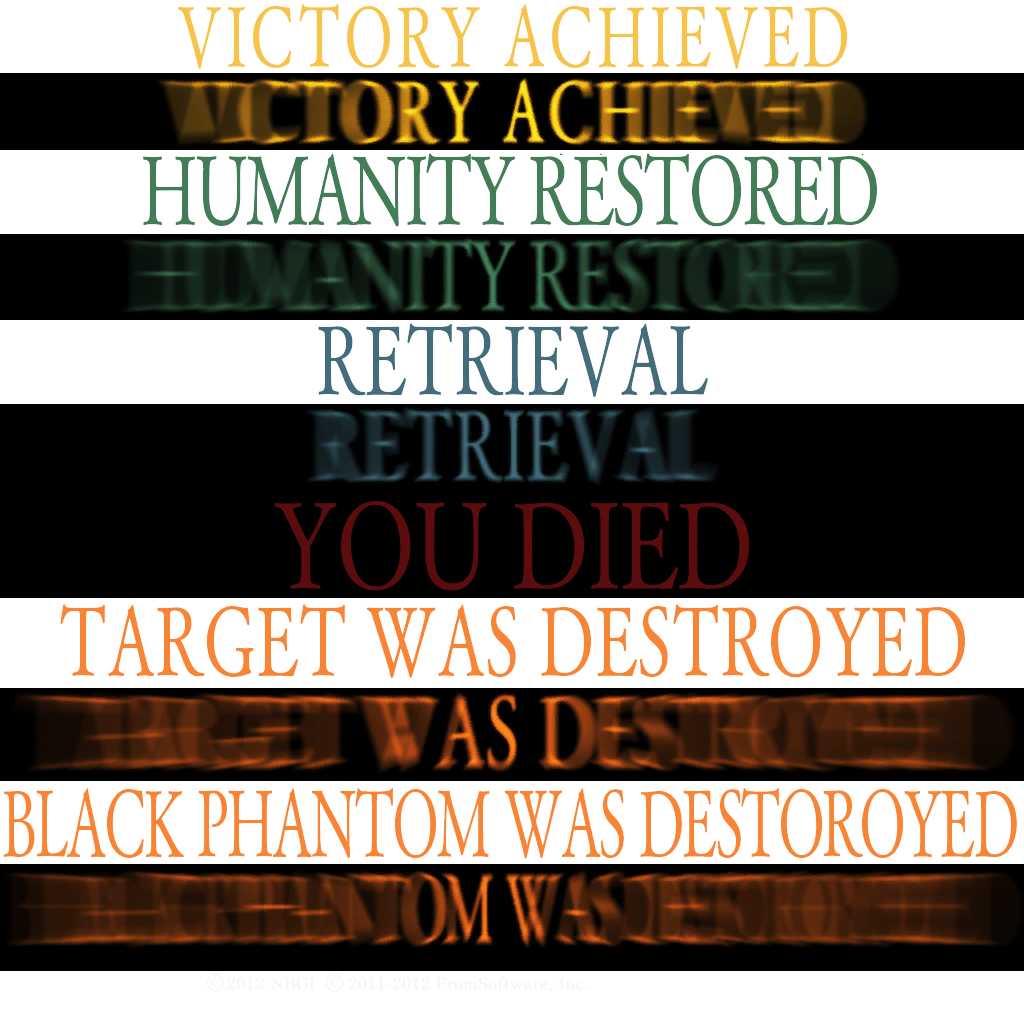 VICTORY ACHIEVED
VICTORY ACHIEVED
HUMANITY RESTORED
HUMANITY RESTORED
RETRIEVAL
RETRIEVAL
YOU DIED
TARGET WAS DESTROYED
TARGET WAS DESTROYED
BLACK PHANTOM WAS DESTOROYED
BLACK PHANTOM WAS DESTOROYED
©2012 NBGI ©2011-2012 FromSoftware, Inc.